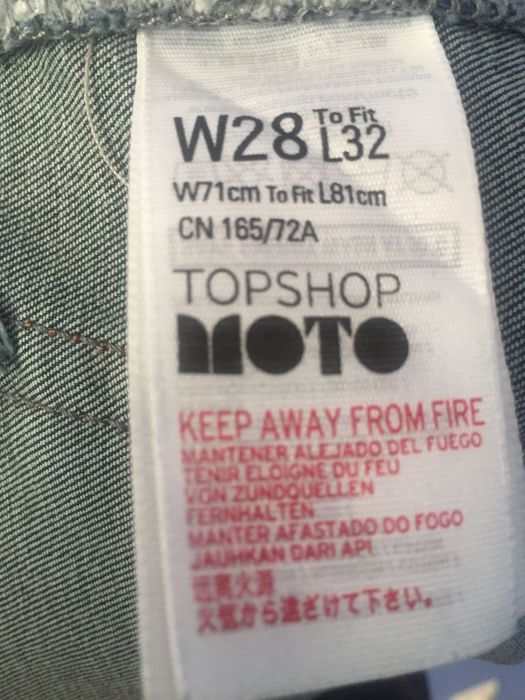 W28 To Fit L32
W71cm To Fit L81cm
CN 165/72A
TOPSHOP
MOTO
KEEP AWAY FROM FIRE
MANTENER ALEJADO DEL FUEGO
TENIR ELOIGNE DU FEU
VON ZUNDQUELLEN
FERNHALTEN
MANTER AFASTADO DO FOGO
JAUHKAN DARI API.
远离火源
火気から遠ざけて下さい。